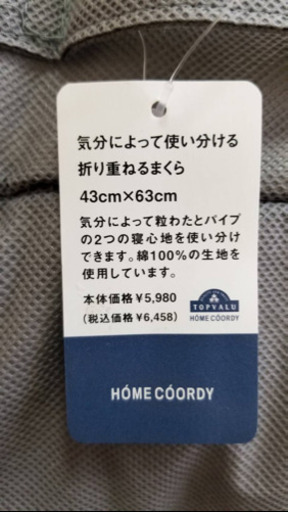 気分によって使い分ける
折り重ねるまくら
43cm×63cm
気分によって粒わたとパイプ
の2つの寝心地を使い分け
できます。綿100%の生地を
使用しています。
本体価格¥5,980
(税込価格¥6,458)
TOPVALU
HÓME CÓORDY
HÓME CÓORDY